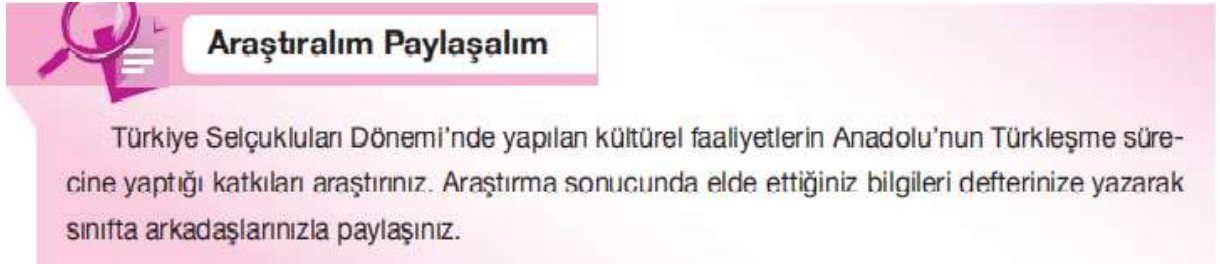 Araştıralım Paylaşalım
Türkiye Selçukluları Dönemi’nde yapılan kültürel faaliyetlerin Anadolu’nun Türkleşme süre-
cine yaptığı katkıları araştırınız. Araştırma sonucunda elde ettiğiniz bilgileri defterinize yazarak
sınıfta arkadaşlarınızla paylaşınız.